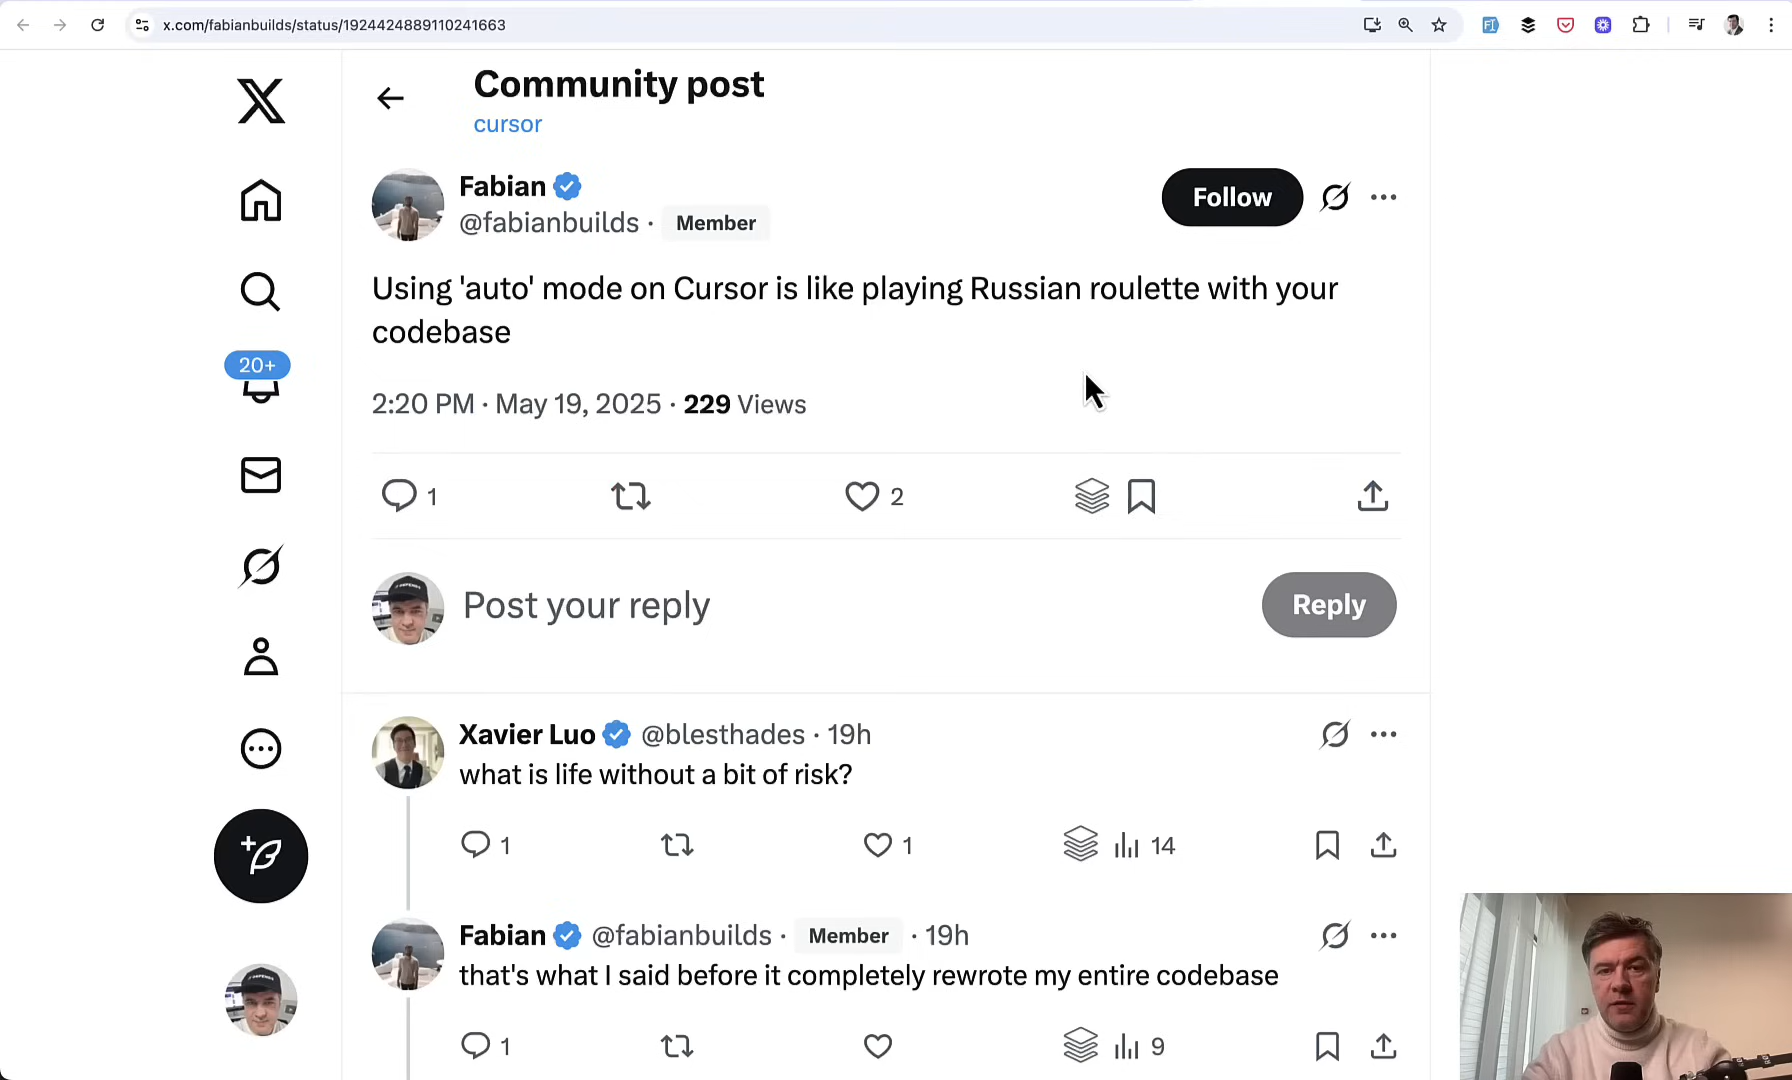 x.com/fabianbuilds/status/1924424889110241663
Community post
cursor
Fabian
@fabianbuilds · Member
Follow
Using 'auto' mode on Cursor is like playing Russian roulette with your
codebase
2:20 PM · May 19, 2025 · 229 Views
20+
1 2
Post your reply
Reply
Xavier Luo @blesthades · 19h
what is life without a bit of risk?
1 1 14
Fabian @fabianbuilds · Member · 19h
that's what I said before it completely rewrote my entire codebase
1 9